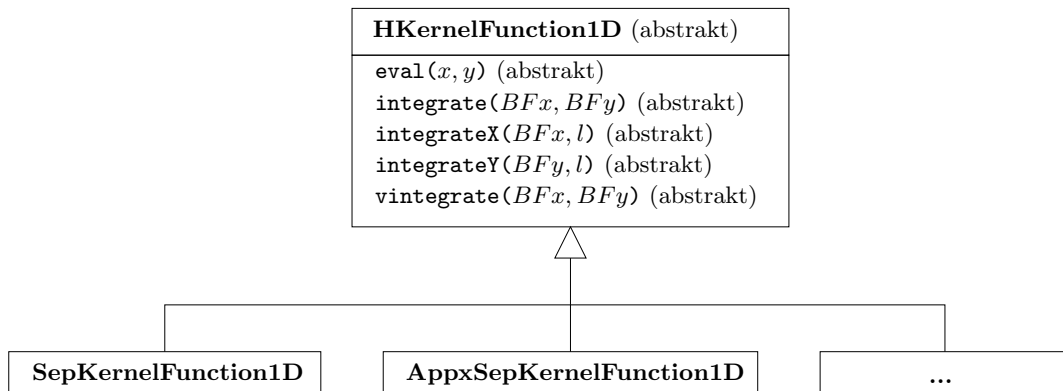 HKernelFunction1D (abstrakt)
eval(x, y) (abstrakt)
integrate(BFx, BFy) (abstrakt)
integrateX(BFx, l) (abstrakt)
integrateY(BFy, l) (abstrakt)
vintegrate(BFx, BFy) (abstrakt)
SepKernelFunction1D
AppxSepKernelFunction1D
...